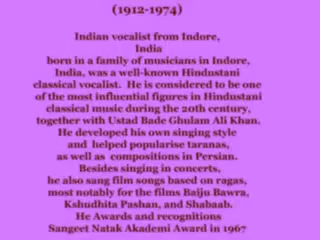 (1912-1974)
Indian vocalist from Indore,
India
born in a family of musicians in Indore,
India, was a well-known Hindustani
classical vocalist. He is considered to be one
of the most influential figures in Hindustani
classical music during the 20th century,
together with Ustad Bade Ghulam Ali Khan.
He developed his own singing style
and helped popularise taranas,
as well as compositions in Persian.
Besides singing in concerts,
he also sang film songs based on ragas,
most notably for the films Baiju Bawra,
Kshudhita Pashan, and Shabaab.
He Awards and recognitions
Sangeet Natak Akademi Award in 1967